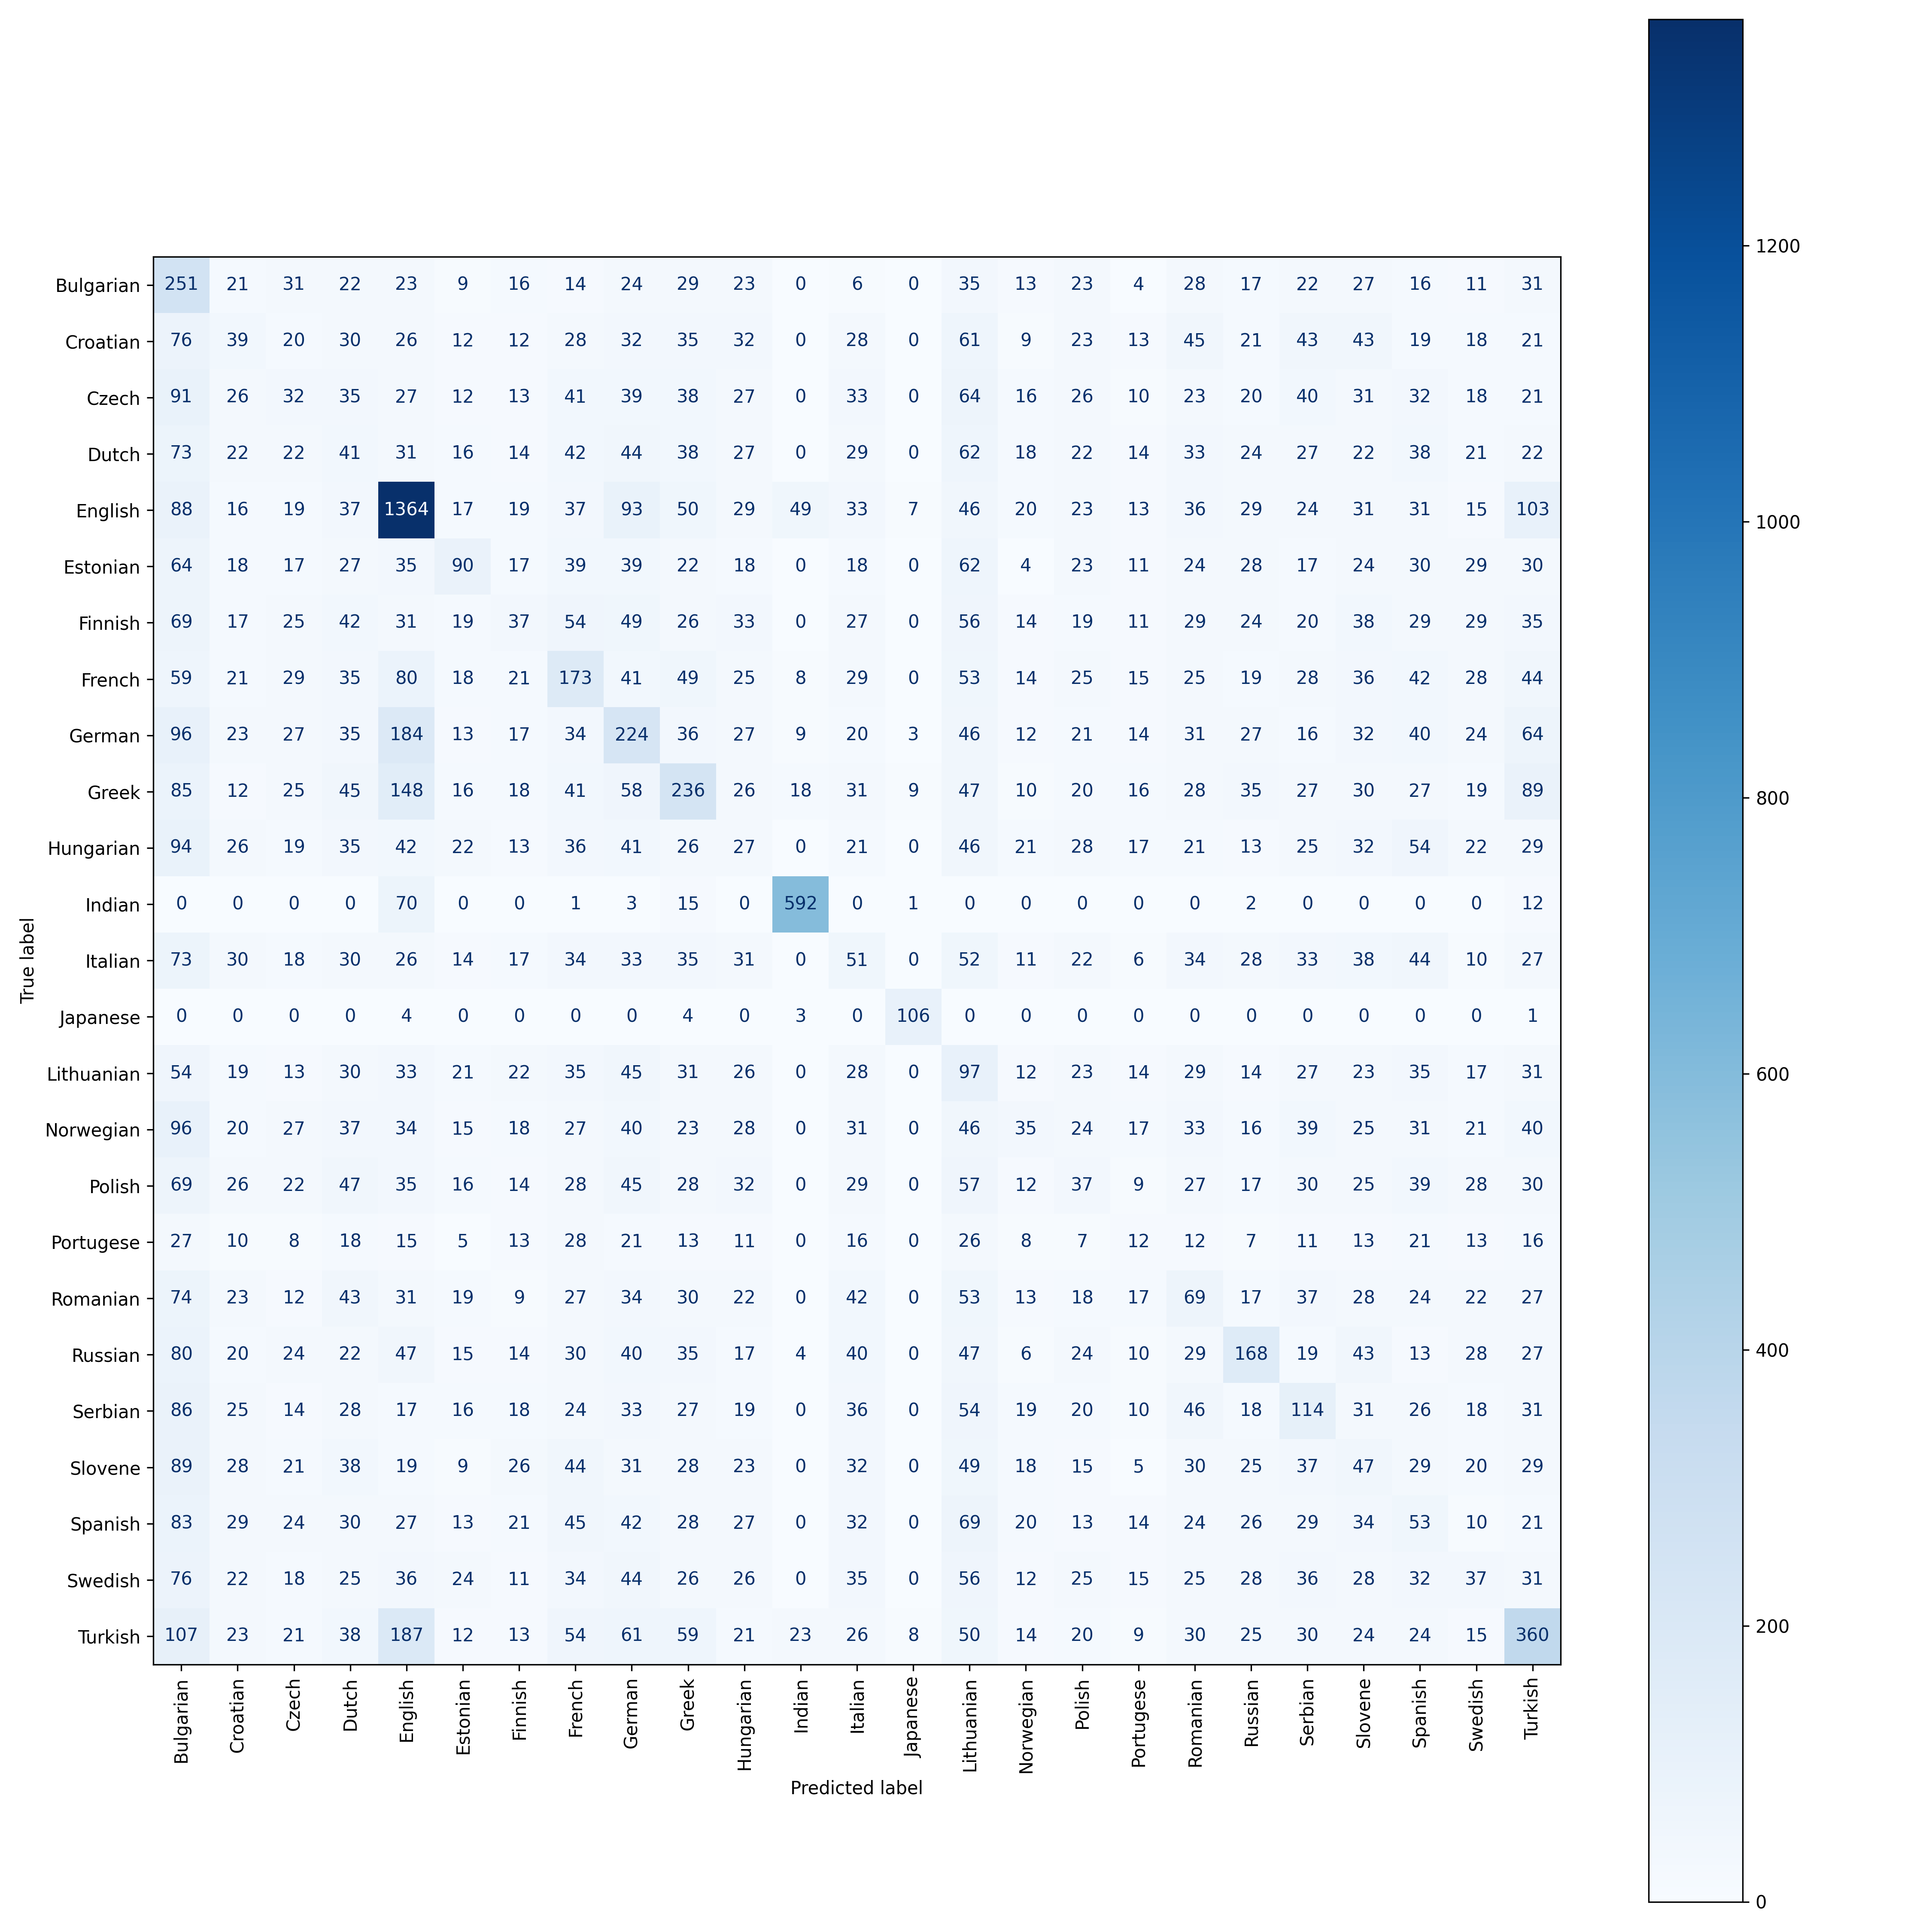 Bulgarian 251 21 31 22 23 9 16 14 24 29 23 0 6 0 35 13 23 4 28 17 22 27 16 11 31
Croatian 76 39 20 30 26 12 12 28 32 35 32 0 28 0 61 9 23 13 45 21 43 43 19 18 21
Czech 91 26 32 35 27 12 13 41 39 38 27 0 33 0 64 16 26 10 23 20 40 31 32 18 21
Dutch 73 22 22 41 31 16 14 42 44 38 27 0 29 0 62 18 22 14 33 24 27 22 38 21 22
English 88 16 19 37 1364 17 19 37 93 50 29 49 33 7 46 20 23 13 36 29 24 31 31 15 103
Estonian 64 18 17 27 35 90 17 39 39 22 18 0 18 0 62 4 23 11 24 28 17 24 30 29 30
Finnish 69 17 25 42 31 19 37 54 49 26 33 0 27 0 56 14 19 11 29 24 20 38 29 29 35
French 59 21 29 35 80 18 21 173 41 49 25 8 29 0 53 14 25 15 25 19 28 36 42 28 44
German 96 23 27 35 184 13 17 34 224 36 27 9 20 3 46 12 21 14 31 27 16 32 40 24 64
Greek 85 12 25 45 148 16 18 41 58 236 26 18 31 9 47 10 20 16 28 35 27 30 27 19 89
Hungarian 94 26 19 35 42 22 13 36 41 26 27 0 21 0 46 21 28 17 21 13 25 32 54 22 29
Indian 0 0 0 0 70 0 0 1 3 15 0 592 0 1 0 0 0 0 0 2 0 0 0 0 12
Italian 73 30 18 30 26 14 17 34 33 35 31 0 51 0 52 11 22 6 34 28 33 38 44 10 27
Japanese 0 0 0 0 4 0 0 0 0 4 0 3 0 106 0 0 0 0 0 0 0 0 0 0 1
Lithuanian 54 19 13 30 33 21 22 35 45 31 26 0 28 0 97 12 23 14 29 14 27 23 35 17 31
Norwegian 96 20 27 37 34 15 18 27 40 23 28 0 31 0 46 35 24 17 33 16 39 25 31 21 40
Polish 69 26 22 47 35 16 14 28 45 28 32 0 29 0 57 12 37 9 27 17 30 25 39 28 30
Portugese 27 10 8 18 15 5 13 28 21 13 11 0 16 0 26 8 7 12 12 7 11 13 21 13 16
Romanian 74 23 12 43 31 19 9 27 34 30 22 0 42 0 53 13 18 17 69 17 37 28 24 22 27
Russian 80 20 24 22 47 15 14 30 40 35 17 4 40 0 47 6 24 10 29 168 19 43 13 28 27
Serbian 86 25 14 28 17 16 18 24 33 27 19 0 36 0 54 19 20 10 46 18 114 31 26 18 31
Slovene 89 28 21 38 19 9 26 44 31 28 23 0 32 0 49 18 15 5 30 25 37 47 29 20 29
Spanish 83 29 24 30 27 13 21 45 42 28 27 0 32 0 69 20 13 14 24 26 29 34 53 10 21
Swedish 76 22 18 25 36 24 11 34 44 26 26 0 35 0 56 12 25 15 25 28 36 28 32 37 31
Turkish 107 23 21 38 187 12 13 54 61 59 21 23 26 8 50 14 20 9 30 25 30 24 24 15 360
Bulgarian Croatian Czech Dutch English Estonian Finnish French German Greek Hungarian Indian Italian Japanese Lithuanian Norwegian Polish Portugese Romanian Russian Serbian Slovene Spanish Swedish Turkish
Predicted label
True label
1200
1000
800
600
400
200
0